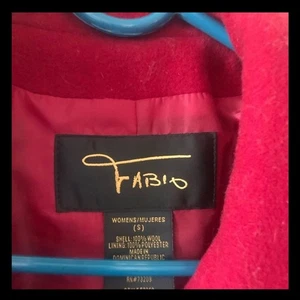 FABIO
WOMENS/MUJERES
(S)
SHELL: 100% WOOL
LINING: 100% POLYESTER
MADE IN
DOMINICAN REPUBLIC